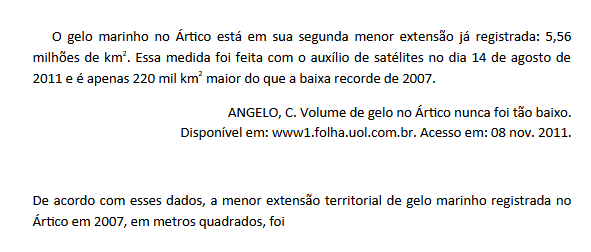 O gelo marinho no Ártico está em sua segunda menor extensão já registrada: 5,56
milhões de km². Essa medida foi feita com o auxílio de satélites no dia 14 de agosto de
2011 e é apenas 220 mil km² maior do que a baixa recorde de 2007.
ANGELO, C. Volume de gelo no Ártico nunca foi tão baixo.
Disponível em: www1.folha.uol.com.br. Acesso em: 08 nov. 2011.
De acordo com esses dados, a menor extensão territorial de gelo marinho registrada no
Ártico em 2007, em metros quadrados, foi